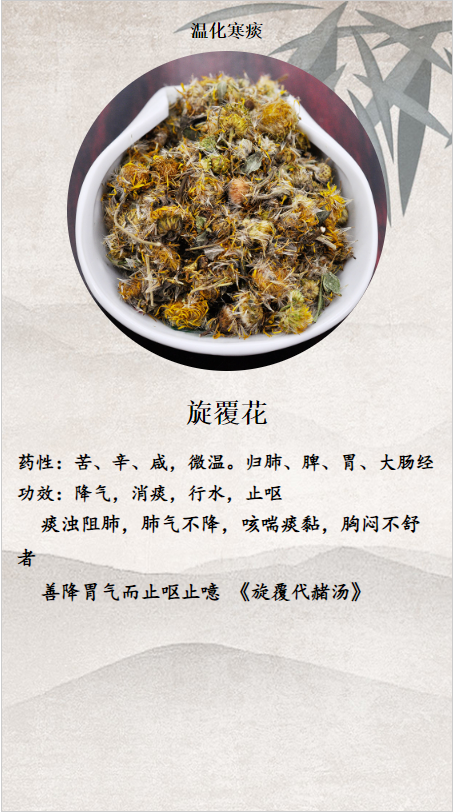 温化寒痰
旋覆花
药性：苦、辛、咸，微温。归肺、脾、胃、大肠经
功效：降气，消痰，行水，止呕
痰浊阻肺，肺气不降，咳喘痰黏，胸闷不舒
者
善降胃气而止呕止噫 《旋覆代赭汤》